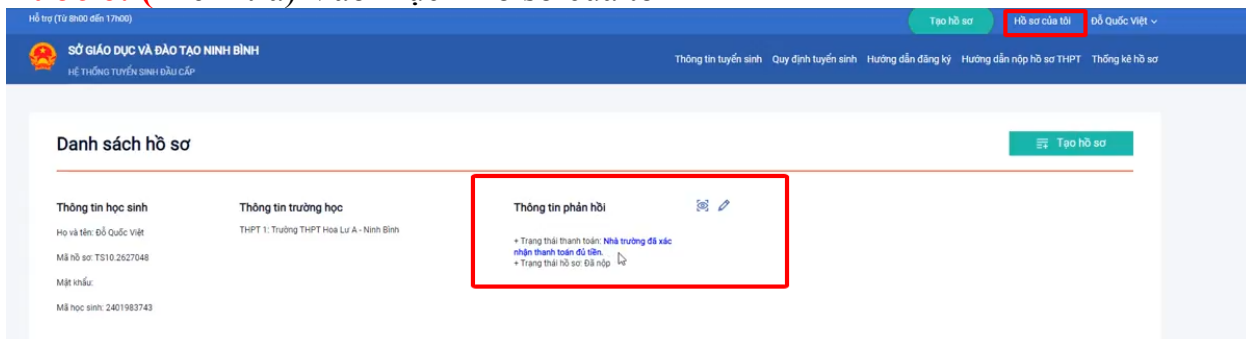 Hỗ trợ (Từ 8h00 đến 17h00)
Tạo hồ sơ
Hồ sơ của tôi
Đỗ Quốc Việt
SỞ GIÁO DỤC VÀ ĐÀO TẠO NINH BÌNH
HỆ THỐNG TUYỂN SINH ĐẦU CẤP
Thông tin tuyển sinh Quy định tuyển sinh Hướng dẫn đăng ký Hướng dẫn nộp hồ sơ THPT Thống kê hồ sơ
Danh sách hồ sơ
Tạo hồ sơ
Thông tin học sinh
Họ và tên: Đỗ Quốc Việt
Mã hồ sơ: TS10.2627048
Mật khẩu:
Mã học sinh: 2401983743
Thông tin trường học
THPT 1: Trường THPT Hoa Lư A - Ninh Bình
Thông tin phản hồi
+ Trạng thái thanh toán: Nhà trường đã xác
nhận thanh toán đủ tiền.
+ Trạng thái hồ sơ: Đã nộp